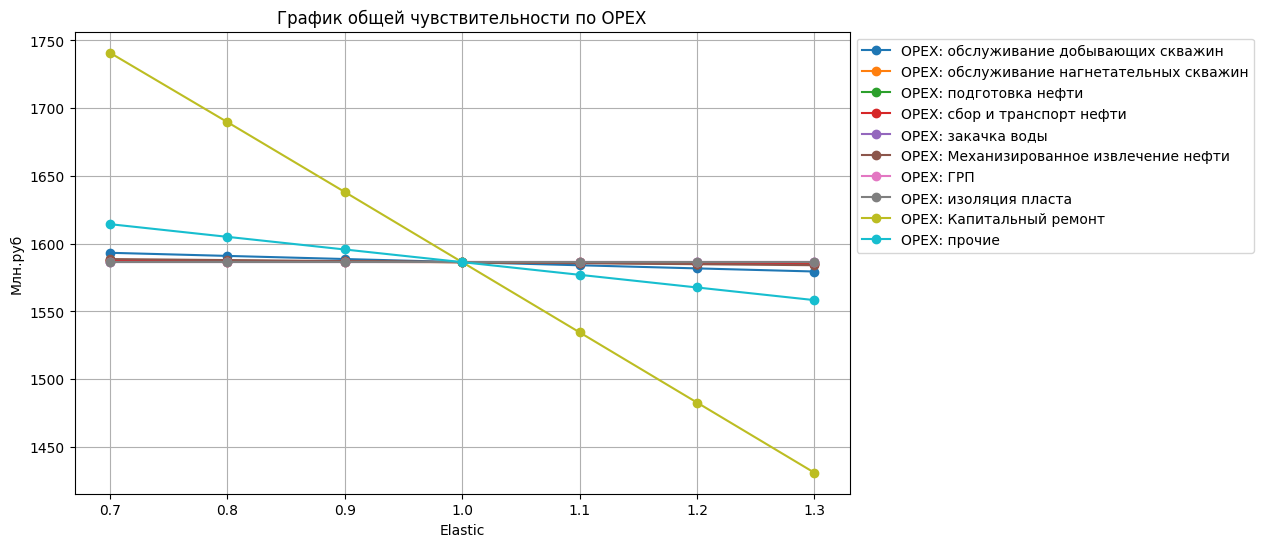 График общей чувствительности по OPEX
Млн.руб
1750
1700
1650
1600
1550
1500
1450
0.7 0.8 0.9 1.0 1.1 1.2 1.3
Elastic
OPEX: обслуживание добывающих скважин
OPEX: обслуживание нагнетательных скважин
OPEX: подготовка нефти
OPEX: сбор и транспорт нефти
OPEX: закачка воды
OPEX: Механизированное извлечение нефти
OPEX: ГРП
OPEX: изоляция пласта
OPEX: Капитальный ремонт
OPEX: прочие